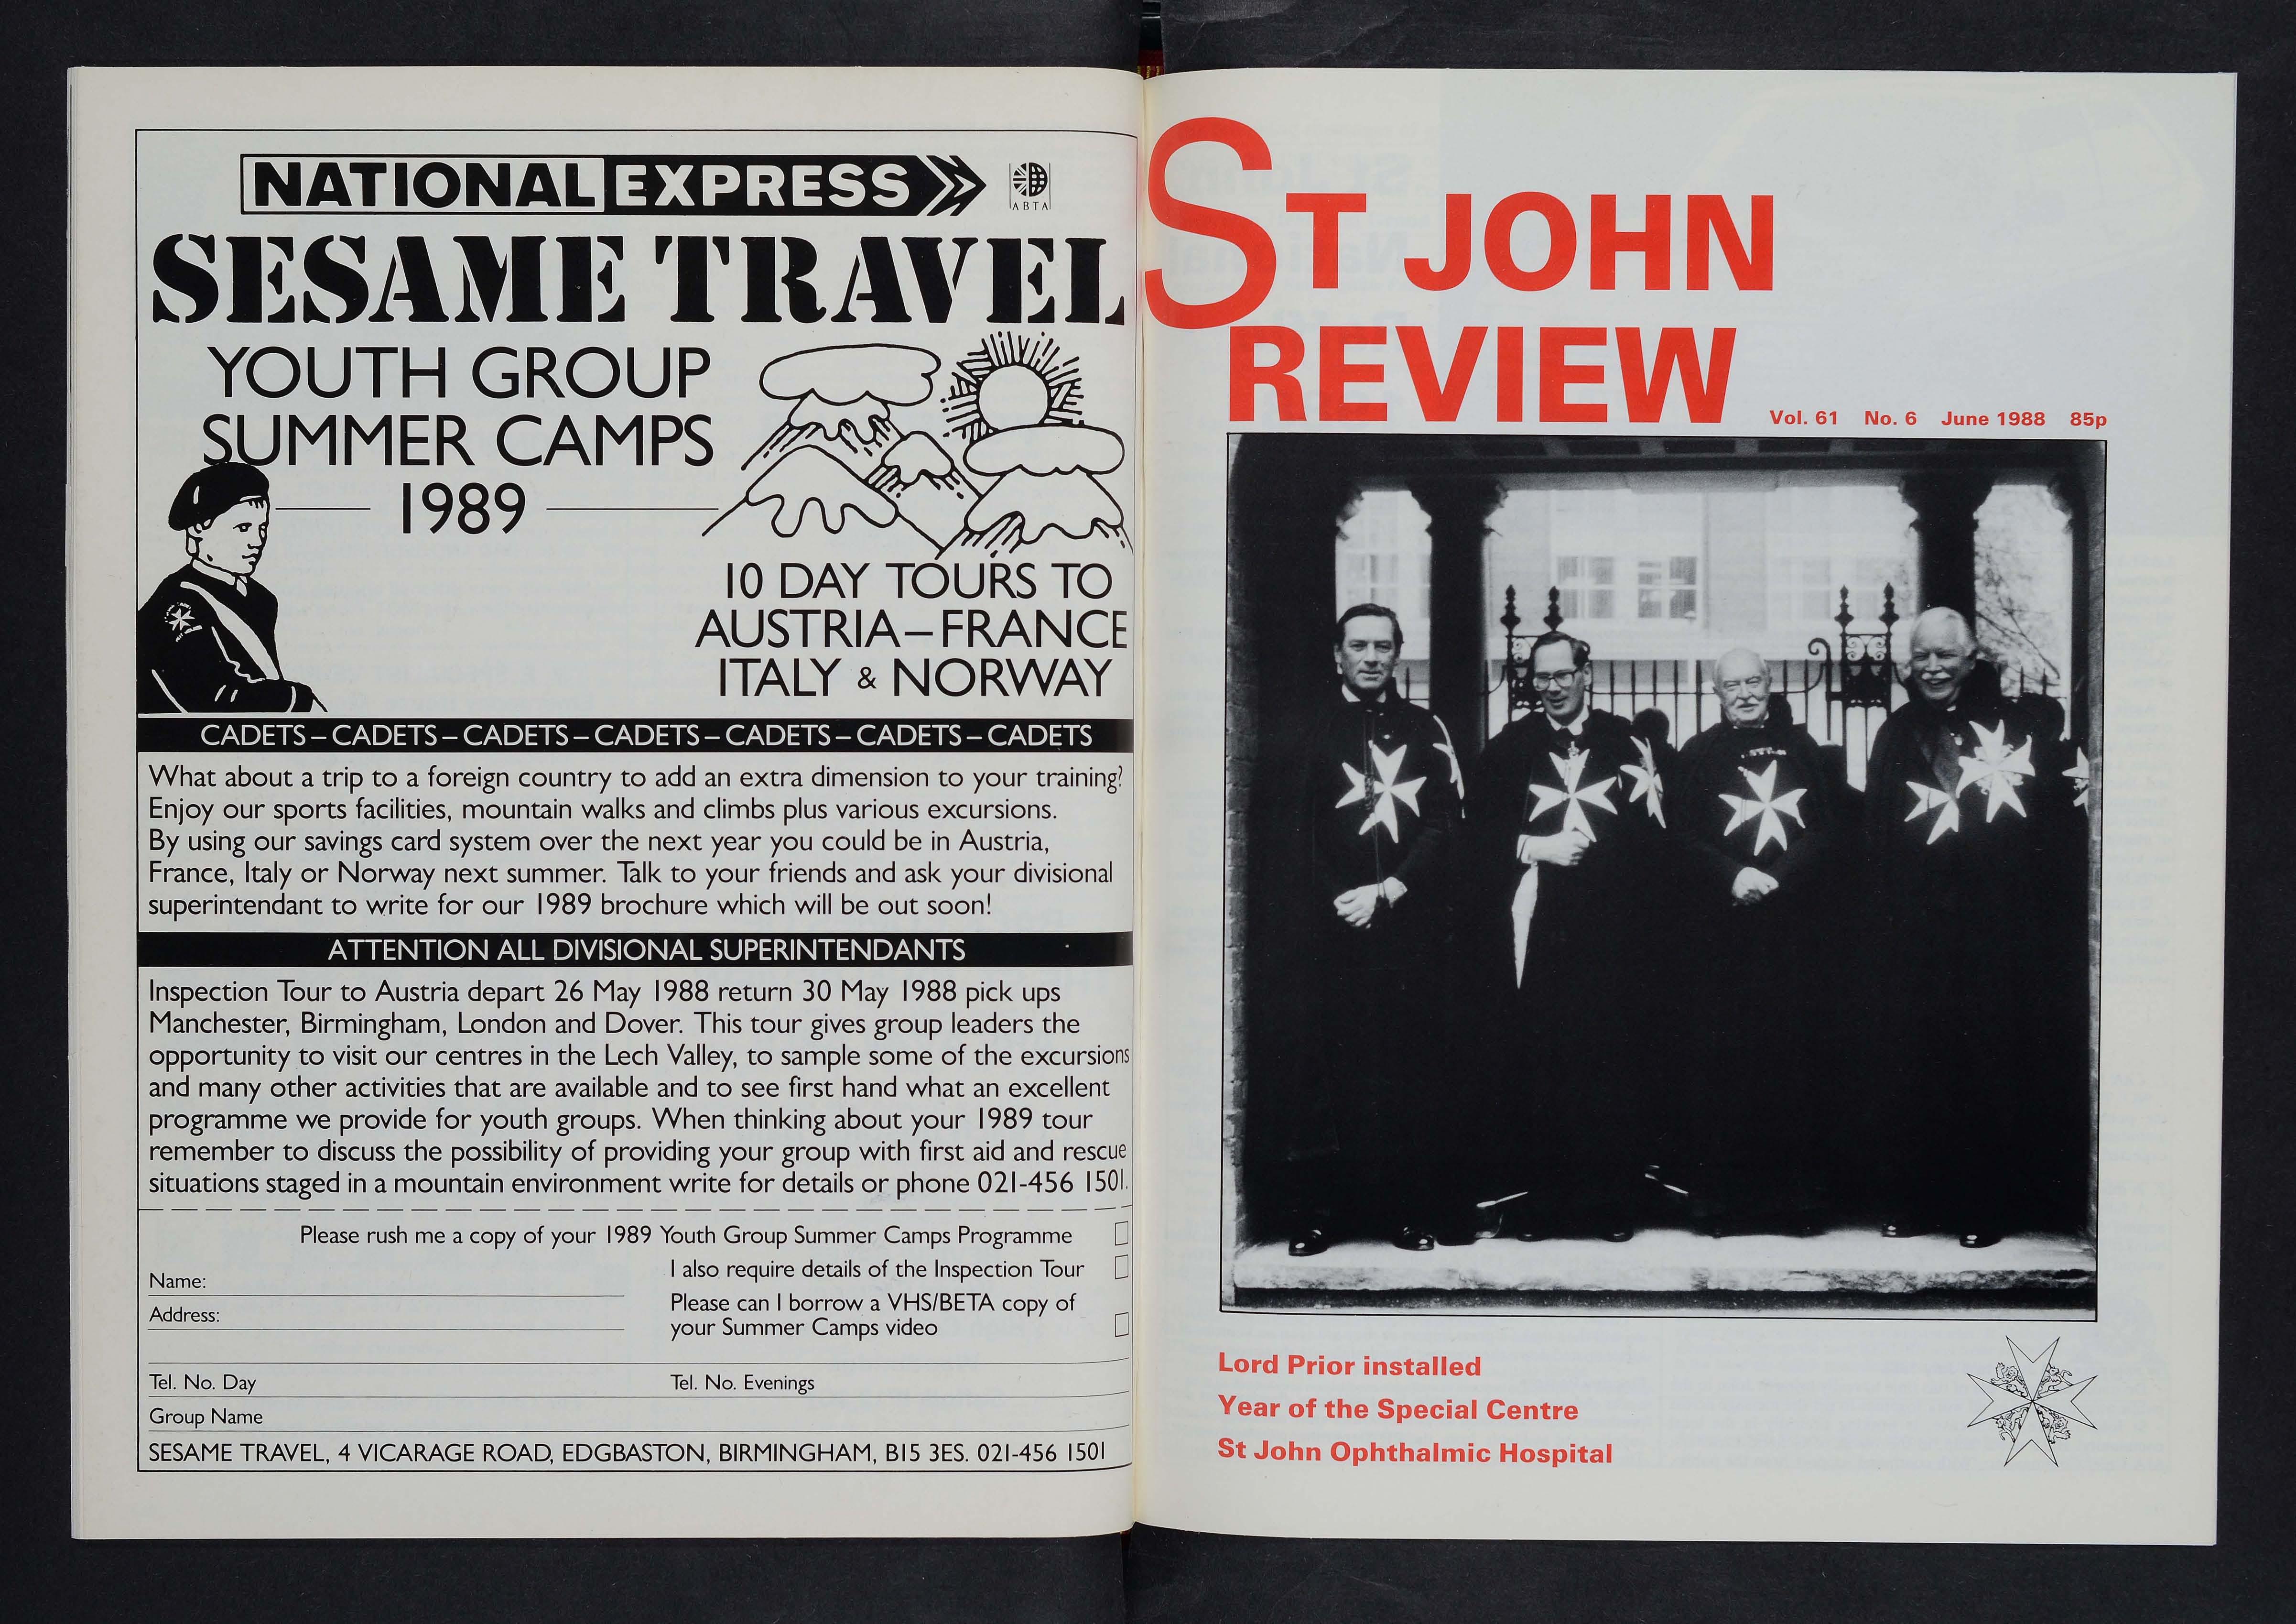 NATIONAL EXPRESS
ABTA
SESAME TRAVEL
YOUTH GROUP
SUMMER CAMPS
1989
10 DAY TOURS TO
AUSTRIA–FRANCE
ITALY & NORWAY
CADETS – CADETS – CADETS – CADETS – CADETS – CADETS – CADETS
What about a trip to a foreign country to add an extra dimension to your training?
Enjoy our sports facilities, mountain walks and climbs plus various excursions.
By using our savings card system over the next year you could be in Austria,
France, Italy or Norway next summer. Talk to your friends and ask your divisional
superintendant to write for our 1989 brochure which will be out soon!
ATTENTION ALL DIVISIONAL SUPERINTENDANTS
Inspection Tour to Austria depart 26 May 1988 return 30 May 1988 pick ups
Manchester, Birmingham, London and Dover. This tour gives group leaders the
opportunity to visit our centres in the Lech Valley, to sample some of the excursions
and many other activities that are available and to see first hand what an excellent
programme we provide for youth groups. When thinking about your 1989 tour
remember to discuss the possibility of providing your group with first aid and rescue
situations staged in a mountain environment write for details or phone 021-456 1501.
Please rush me a copy of your 1989 Youth Group Summer Camps Programme
I also require details of the Inspection Tour
Name:
Please can I borrow a VHS/BETA copy of
Address:
your Summer Camps video
Tel. No. Day
Tel. No. Evenings
Group Name
SESAME TRAVEL, 4 VICARAGE ROAD, EDGBASTON, BIRMINGHAM, B15 3ES. 021-456 1501
ST JOHN
REVIEW
Vol. 61 No. 6 June 1988 85p
Lord Prior installed
Year of the Special Centre
St John Ophthalmic Hospital